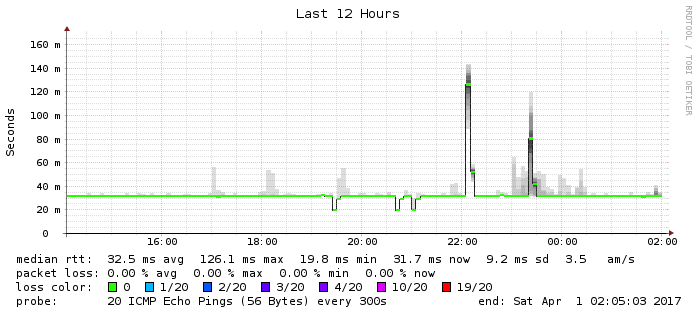 Last 12 Hours
RRDTOOL / TOBI OETIKER
Seconds
160 m
140 m
120 m
100 m
80 m
60 m
40 m
20 m
0
16:00 18:00 20:00 22:00 00:00 02:00
median rtt: 32.5 ms avg 126.1 ms max 19.8 ms min 31.7 ms now 9.2 ms sd 3.5 am/s
packet loss: 0.00 % avg 0.00 % max 0.00 % min 0.00 % now
loss color: 0 1/20 2/20 3/20 4/20 10/20 19/20
probe: 20 ICMP Echo Pings (56 Bytes) every 300s end: Sat Apr 1 02:05:03 2017